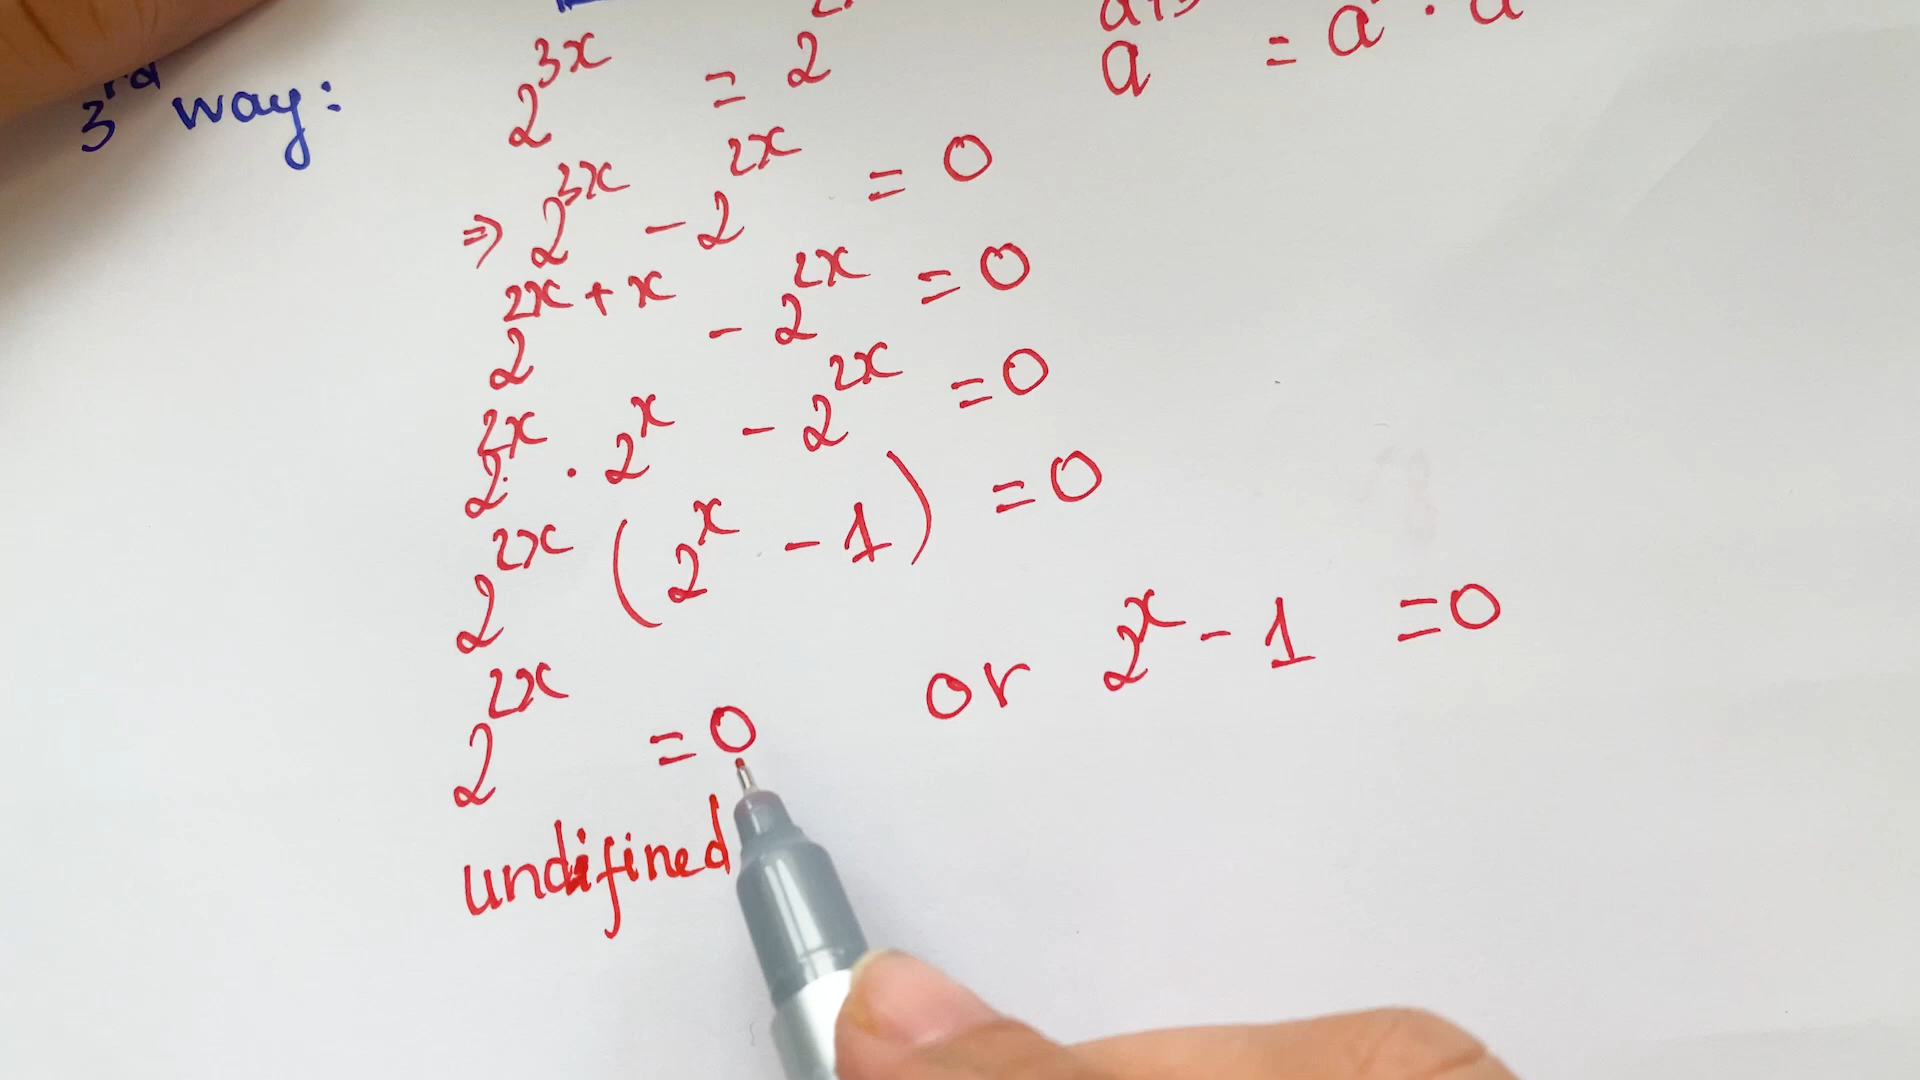 3rd way:
2^3x = 2^2
a = a · a
⇒ 2^3x - 2^2x = 0
2^2x+x - 2^2x = 0
2^2x · 2^x - 2^2x = 0
2^2x (2^x - 1) = 0
2^2x = 0 or 2^x - 1 = 0
undifined